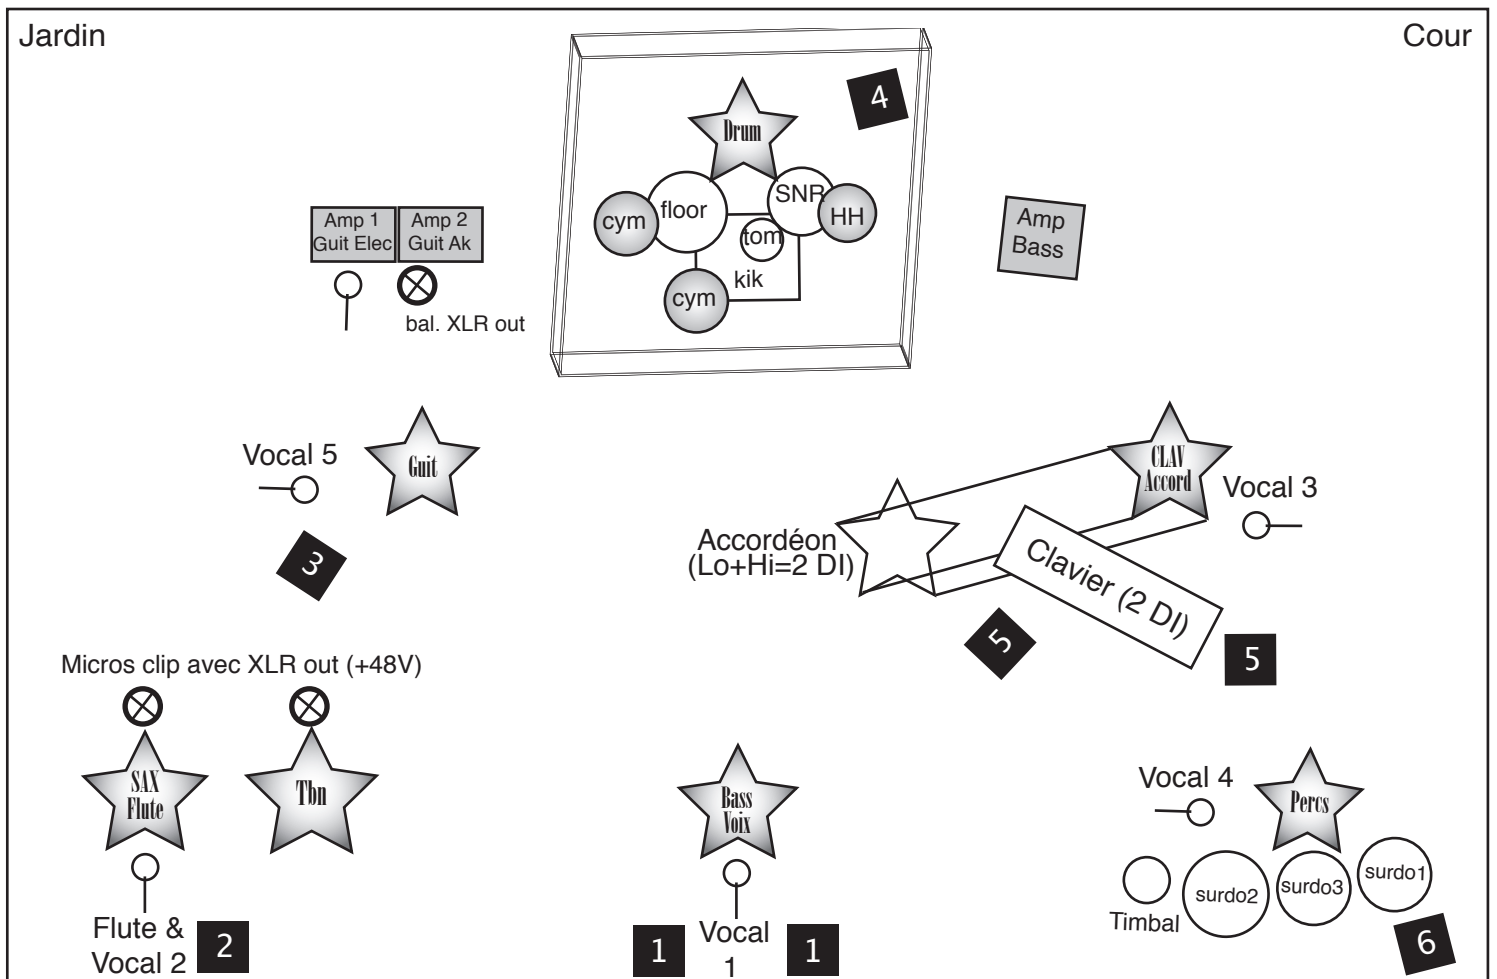 Jardin
Cour
4
Drum
cym
floor
SNR
HH
tom
kik
cym
Amp 1
Guit Elec
Amp 2
Guit Ak
bal. XLR out
Amp
Bass
Vocal 5
Guit
3
CLAV
Accord
Vocal 3
Accordéon
(Lo+Hi=2 DI)
Clavier (2 DI)
5
5
Micros clip avec XLR out (+48V)
SAX
Flute
Tbn
Bass
Voix
Vocal 4
Percs
Timbal
surdo2
surdo3
surdo1
6
Flute &
Vocal 2
2
1
Vocal
1
1